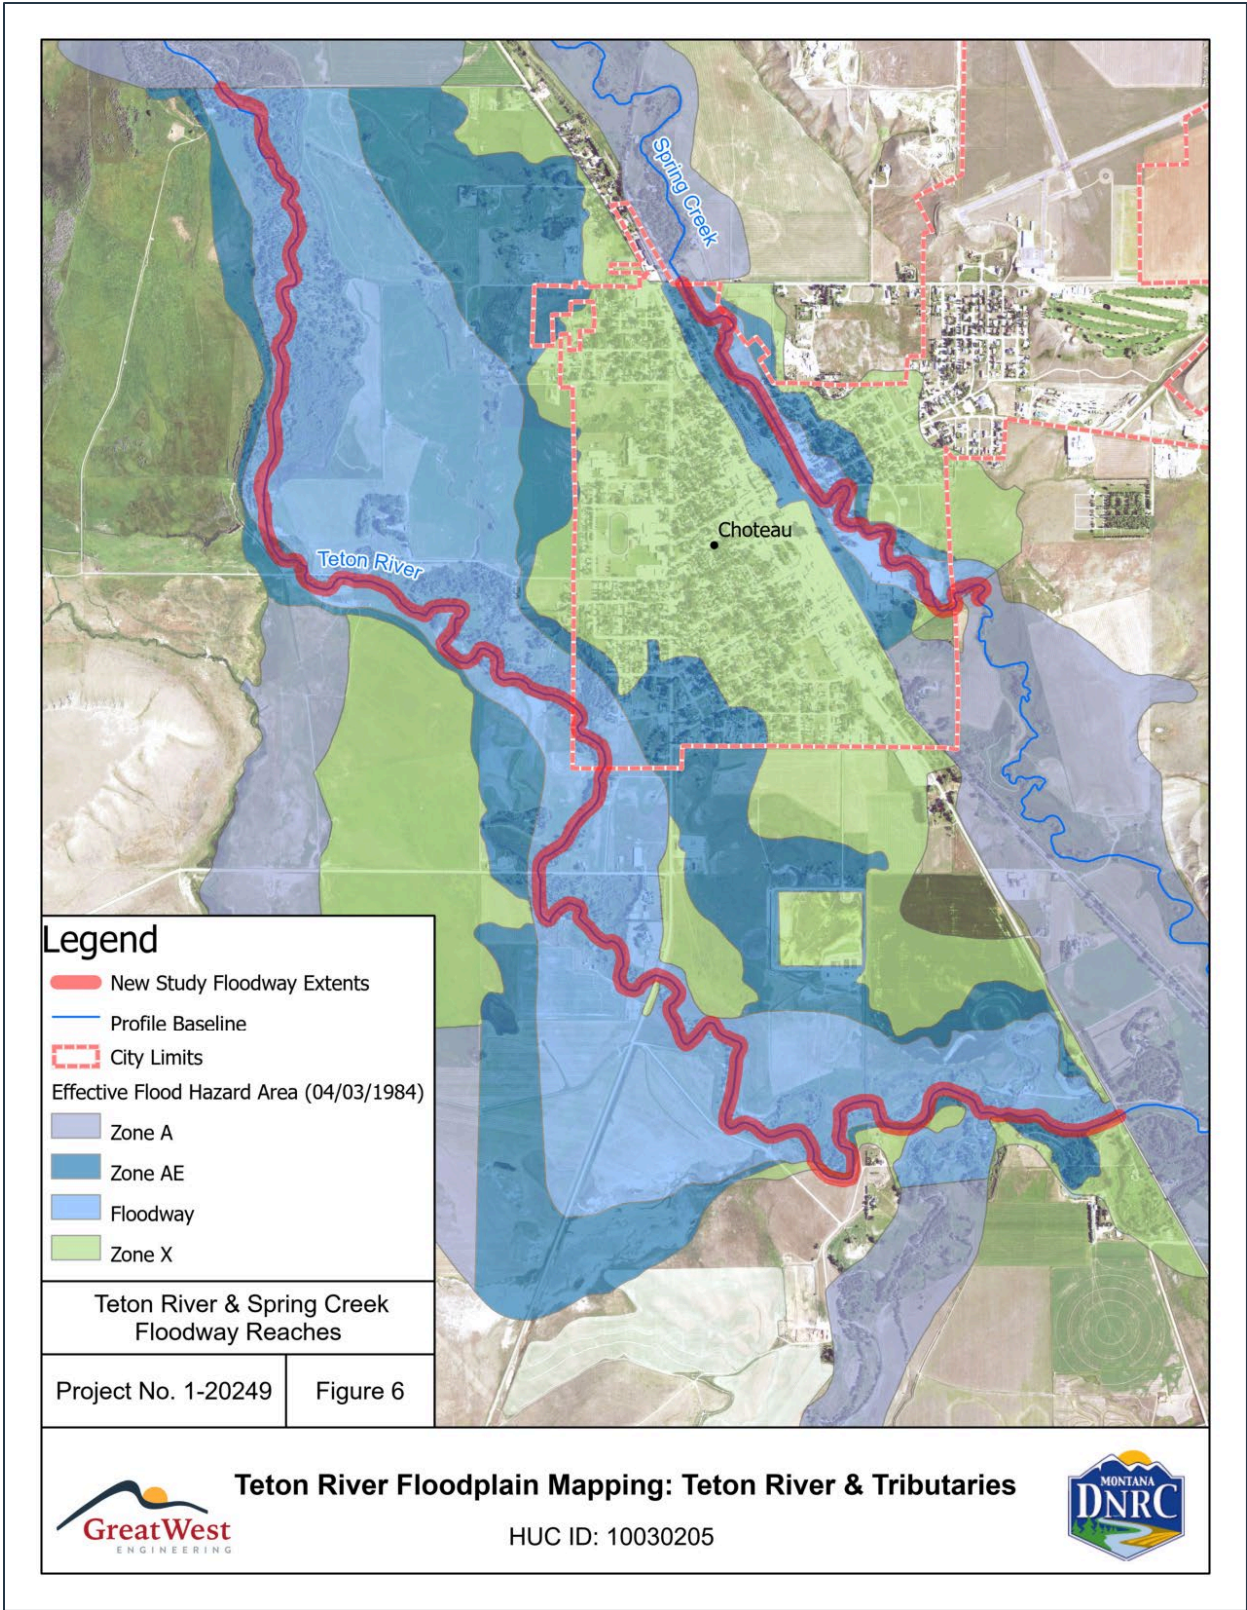 Spring Creek
Choteau
Teton River
Legend
New Study Floodway Extents
Profile Baseline
City Limits
Effective Flood Hazard Area (04/03/1984)
Zone A
Zone AE
Floodway
Zone X
Teton River & Spring Creek
Floodway Reaches
Project No. 1-20249
Figure 6
Teton River Floodplain Mapping: Teton River & Tributaries
HUC ID: 10030205
GreatWest
ENGINEERING
MONTANA
DNRC